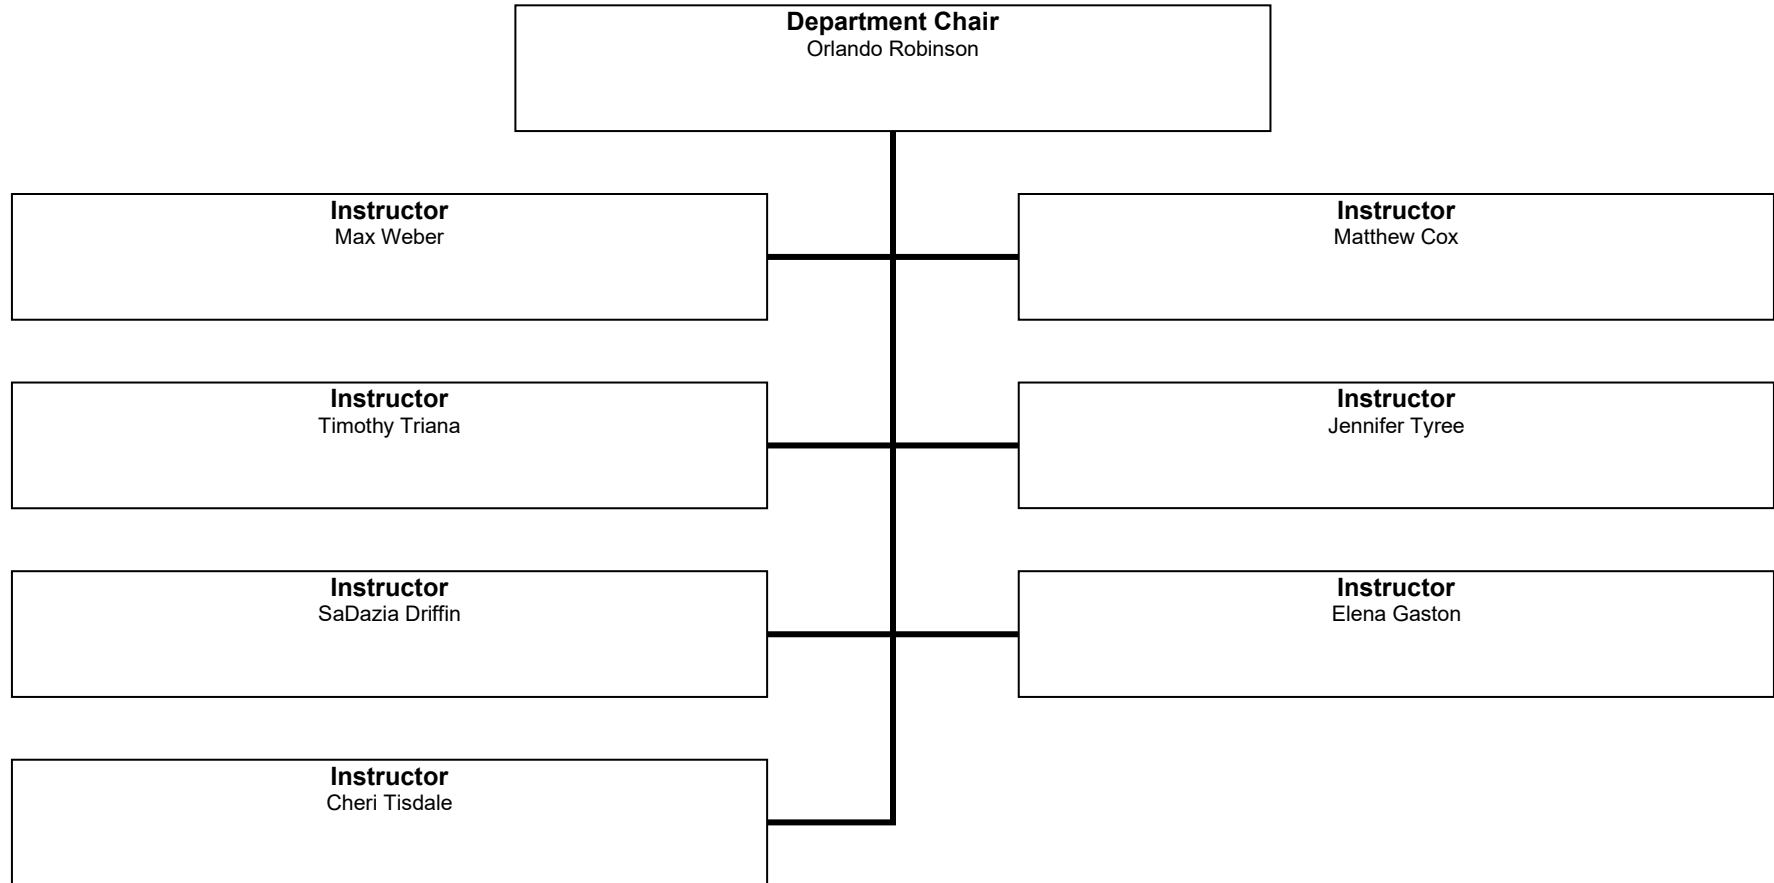 Department Chair
Orlando Robinson
Instructor
Max Weber
Instructor
Matthew Cox
Instructor
Timothy Triana
Instructor
Jennifer Tyree
Instructor
SaDazia Driffin
Instructor
Elena Gaston
Instructor
Cheri Tisdale